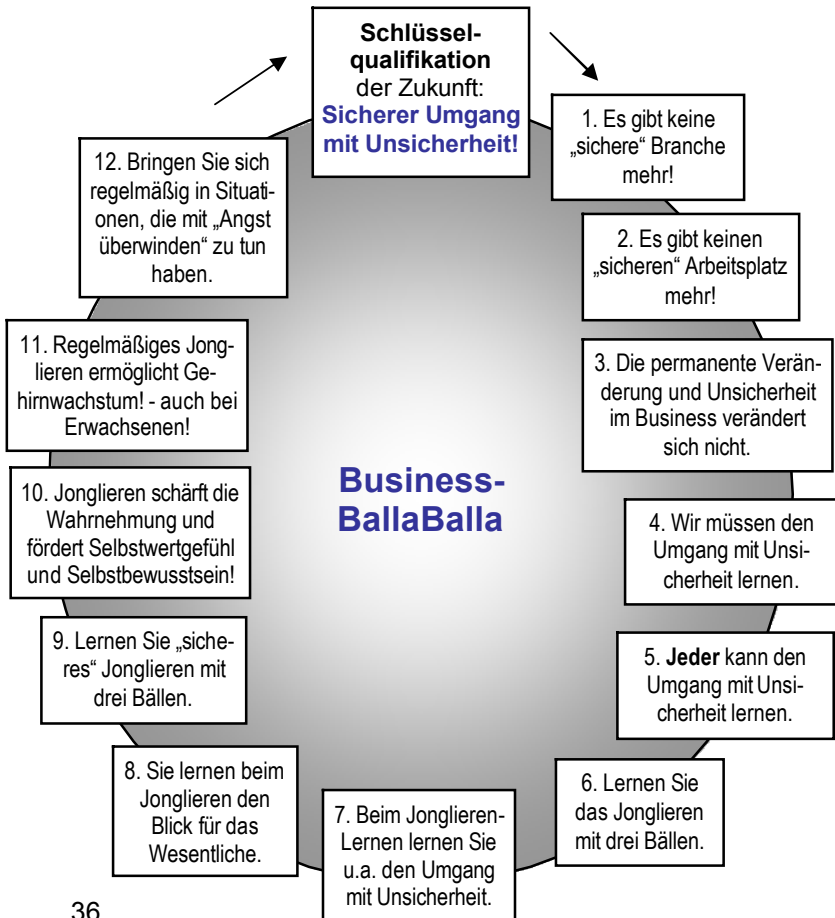 Schlüssel-
qualifikation
der Zukunft:
Sicherer Umgang
mit Unsicherheit!
1. Es gibt keine
„sichere“ Branche
mehr!
2. Es gibt keinen
„sicheren“ Arbeitsplatz
mehr!
3. Die permanente Verän-
derung und Unsicherheit
im Business verändert
sich nicht.
4. Wir müssen den
Umgang mit Unsi-
cherheit lernen.
5. Jeder kann den
Umgang mit Unsi-
cherheit lernen.
6. Lernen Sie
das Jonglieren
mit drei Bällen.
7. Beim Jonglieren-
Lernen lernen Sie
u.a. den Umgang
mit Unsicherheit.
8. Sie lernen beim
Jonglieren den
Blick für das
Wesentliche.
9. Lernen Sie „siche-
res“ Jonglieren mit
drei Bällen.
10. Jonglieren schärft die
Wahrnehmung und
fördert Selbstwertgefühl
und Selbstbewusstsein!
11. Regelmäßiges Jong-
lieren ermöglicht Ge-
hirnwachstum! - auch bei
Erwachsenen!
12. Bringen Sie sich
regelmäßig in Situati-
onen, die mit „Angst
überwinden“ zu tun
haben.
Business-
BallaBalla
36